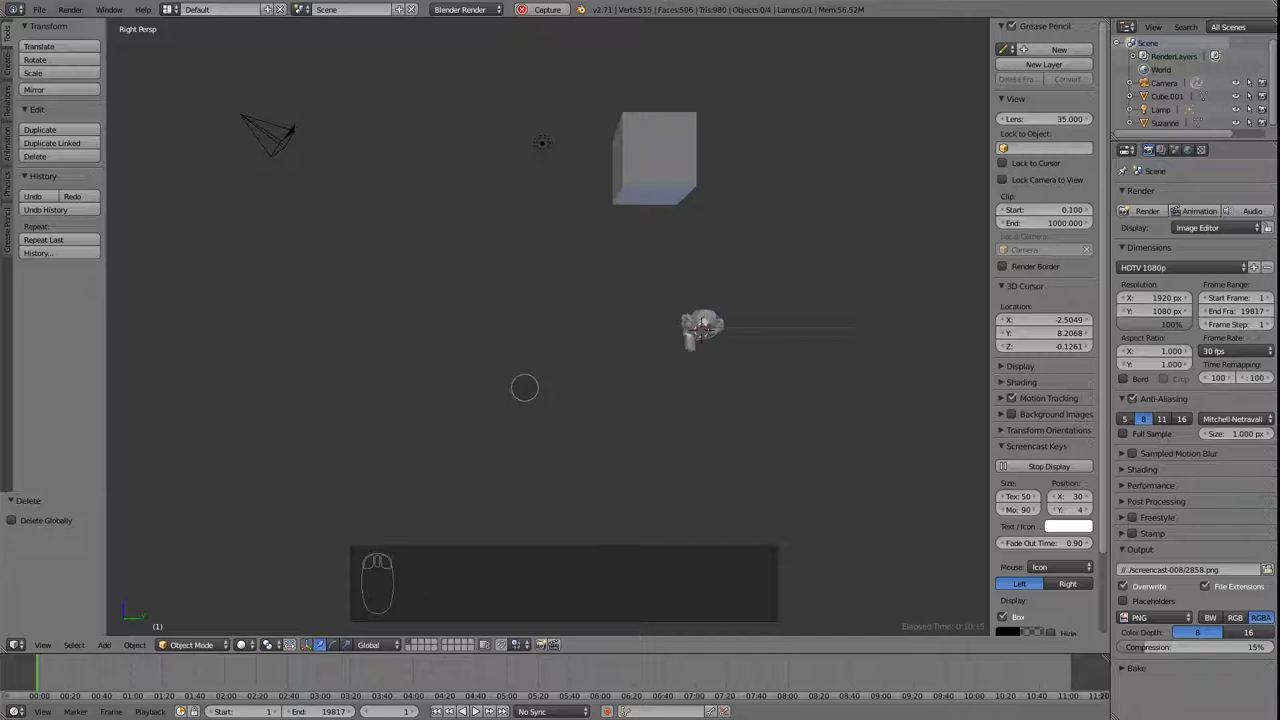 File Render Window Help Default Scene Blender Render Capture v2.71 | Verts:515 | Faces:506 | Tris:980 | Objects:0/4 | Lamps:0/1 | Mem:56.52M
Right Persp
Tools
Create
Relations
Animation
Physics
Grease Pencil
Transform
Translate
Rotate
Scale
Mirror
Edit
Duplicate
Duplicate Linked
Delete
History
Undo Redo
Undo History
Repeat:
Repeat Last
History...
Delete
Delete Globally
(1)
Elapsed Time: 0:10:15
Grease Pencil
New
New Layer
Delete Fra... Convert
View
Lens: 35.000
Lock to Object:
Lock to Cursor
Lock Camera to View
Clip:
Start: 0.100
End: 1000.000
Local Camera:
Camera
Render Border
3D Cursor
Location:
X: -2.5049
Y: 8.2068
Z: -0.1261
Display
Shading
Motion Tracking
Background Images
Transform Orientations
Screencast Keys
Stop Display
Size: Position:
Tex: 50 X: 30
Mo: 90 Y: 4
Text / Icon ...
Fade Out Time: 0.90
Mouse: Icon
Left Right
Display:
Box
Hide
View Search All Scenes
Scene
RenderLayers
World
Camera
Cube.001
Lamp
Suzanne
Scene
Render
Render Animation Audio
Display: Image Editor
Dimensions
HDTV 1080p
Resolution: Frame Range:
X: 1920 px Start Frame: 1
Y: 1080 px End Fra: 19817
100% Frame Step: 1
Aspect Ratio: Frame Rate:
X: 1.000 30 fps
Y: 1.000 Time Remapping:
Bord Crop 100 : 100
Anti-Aliasing
5 8 11 16 Mitchell-Netravali
Full Sample Size: 1.000 px
Sampled Motion Blur
Shading
Performance
Post Processing
Freestyle
Stamp
Output
//./screencast-008/2858.png
Overwrite File Extensions
Placeholders
PNG BW RGB RGBA
Color Depth: 8 16
Compression: 15%
Bake
View Select Add Object Object Mode Global
00:00 00:20 00:40 01:00 01:20 01:40 02:00 02:20 02:40 03:00 03:20 03:40 04:00 04:20 04:40 05:00 05:20 05:40 06:00 06:20 06:40 07:00 07:20 07:40 08:00 08:20 08:40 09:00 09:20 09:40 10:00 10:20 10:40 11:00 11:20
View Marker Frame Playback Start: 1 End: 19817 1 No Sync